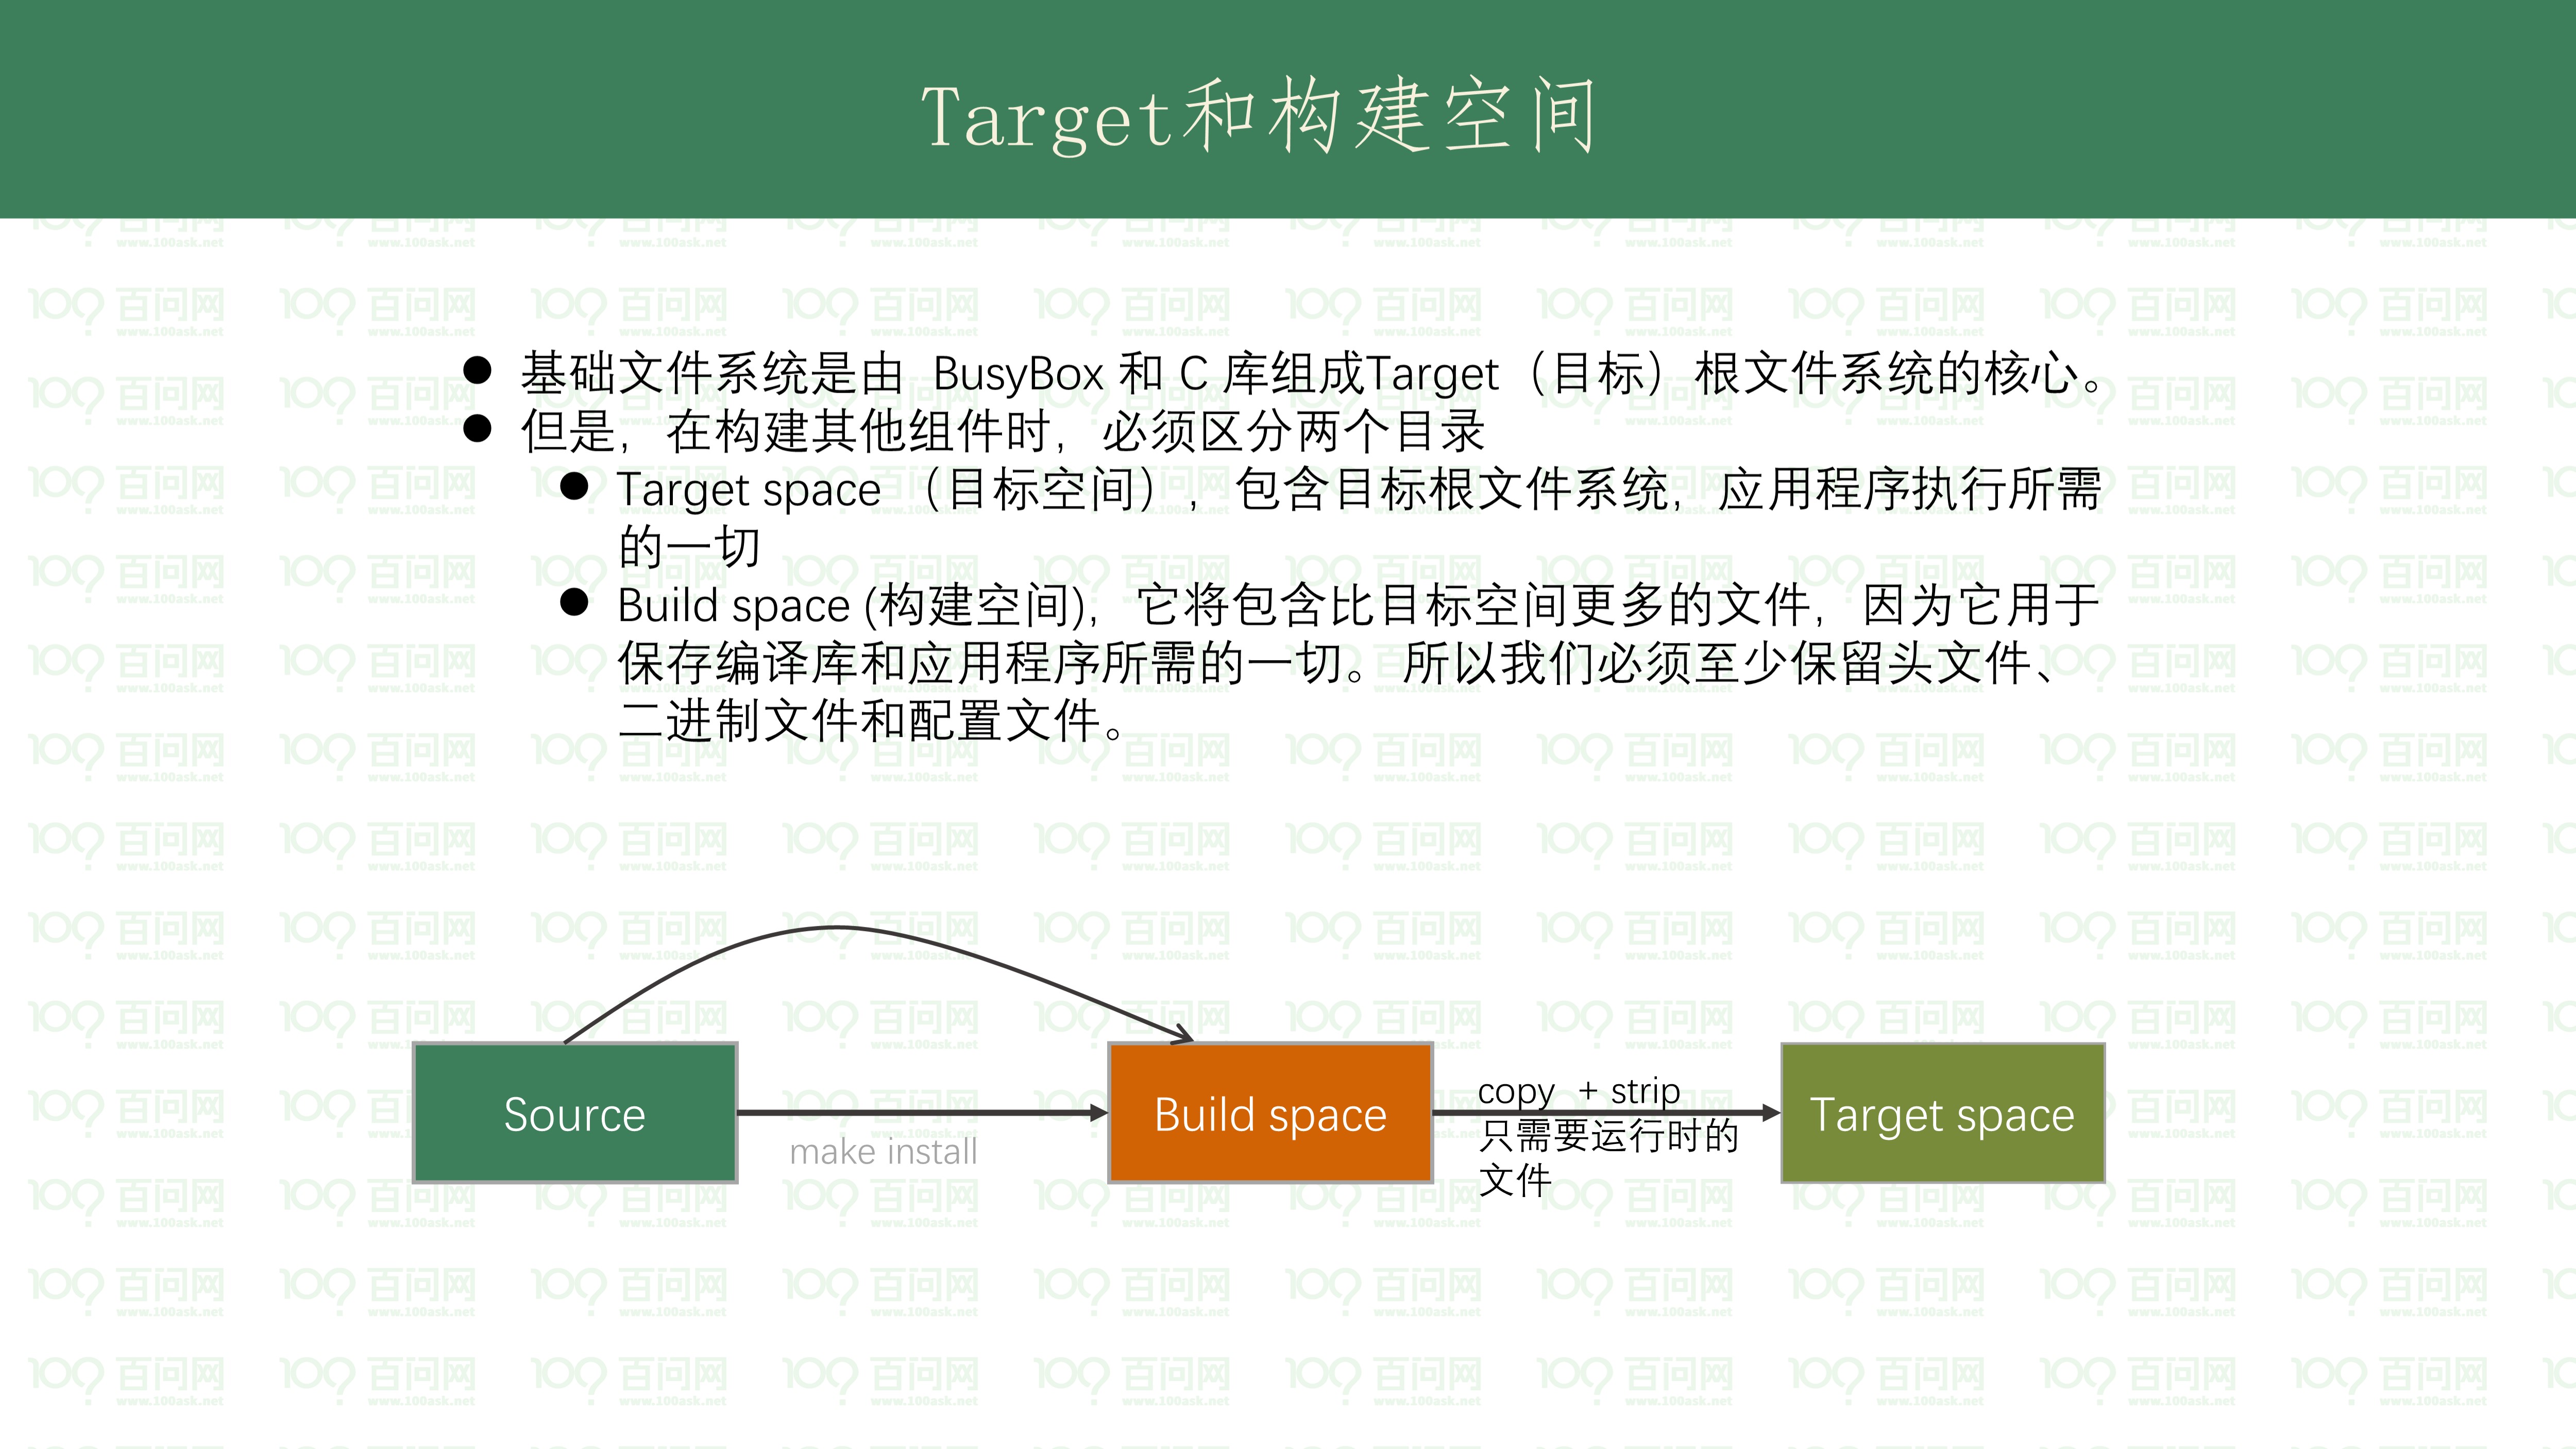 Target和构建空间
基础文件系统是由 BusyBox 和 C 库组成Target（目标）根文件系统的核心。
但是，在构建其他组件时，必须区分两个目录
Target space （目标空间）, 包含目标根文件系统，应用程序执行所需
的一切
Build space (构建空间)，它将包含比目标空间更多的文件，因为它用于
保存编译库和应用程序所需的一切。 所以我们必须至少保留头文件、
二进制文件和配置文件。
Source
make install
Build space
copy + strip
只需要运行时的
文件
Target space
百问网
www.100ask.net